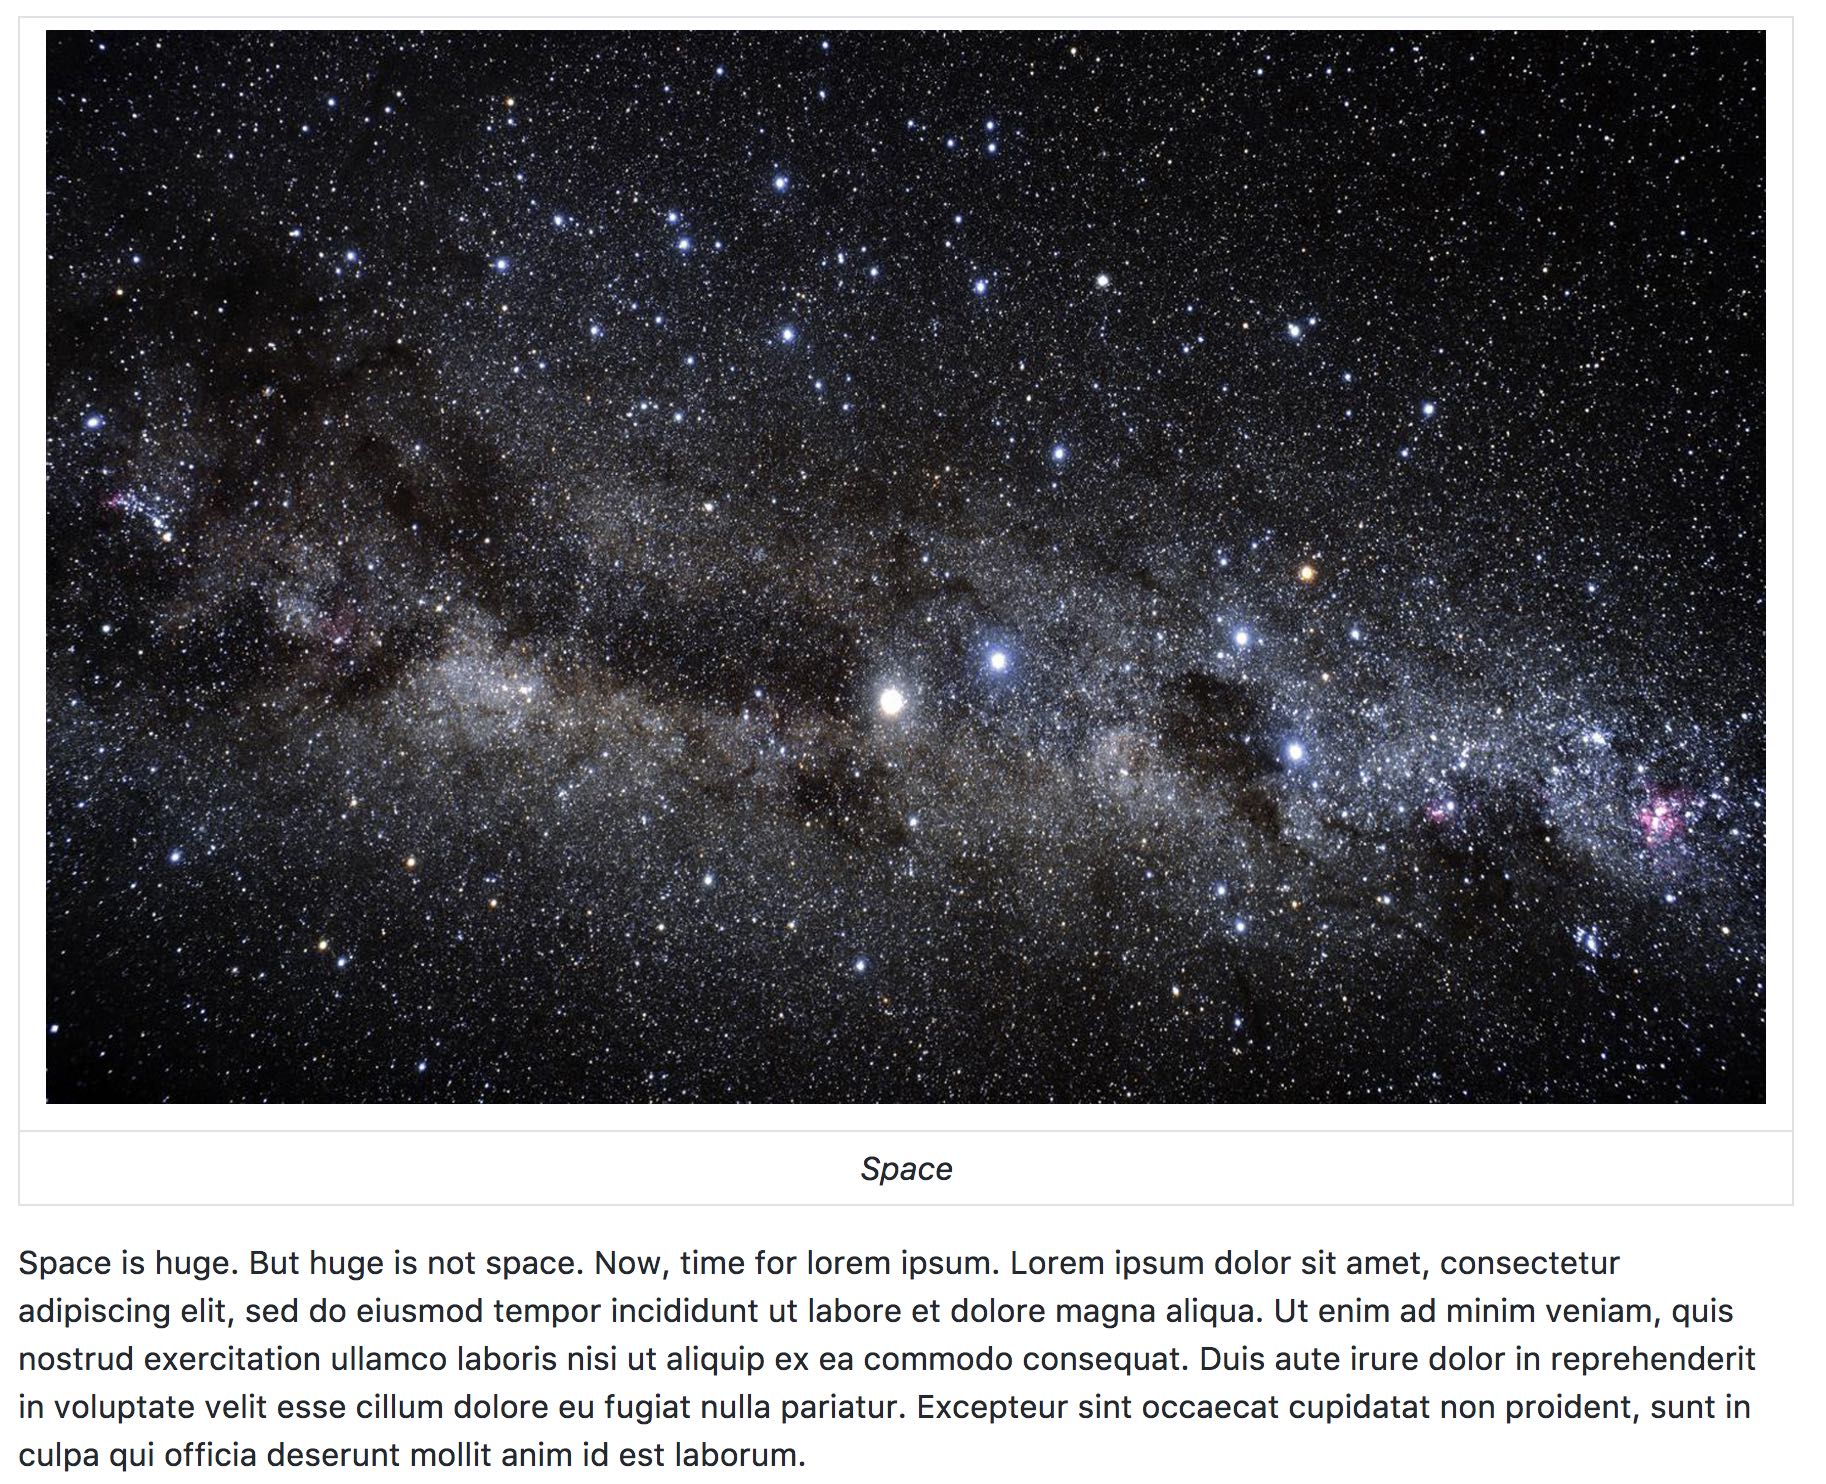 Space
Space is huge. But huge is not space. Now, time for lorem ipsum. Lorem ipsum dolor sit amet, consectetur
adipiscing elit, sed do eiusmod tempor incididunt ut labore et dolore magna aliqua. Ut enim ad minim veniam, quis
nostrud exercitation ullamco laboris nisi ut aliquip ex ea commodo consequat. Duis aute irure dolor in reprehenderit
in voluptate velit esse cillum dolore eu fugiat nulla pariatur. Excepteur sint occaecat cupidatat non proident, sunt in
culpa qui officia deserunt mollit anim id est laborum.